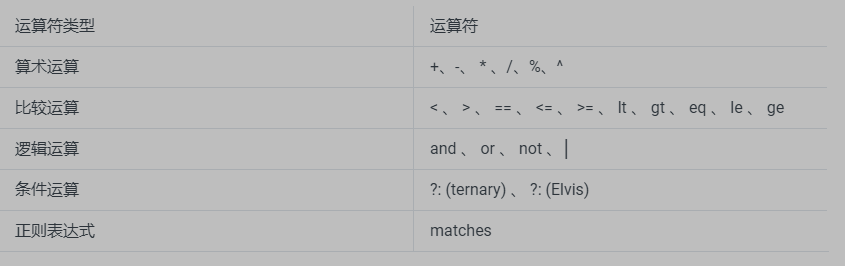 运算符类型 运算符
算术运算 +、-、 * 、/、%、^
比较运算 < 、 > 、 == 、 <= 、 >= 、 lt 、 gt 、 eq 、 le 、 ge
逻辑运算 and 、 or 、 not 、 |
条件运算 ?: (ternary) 、 ?: (Elvis)
正则表达式 matches